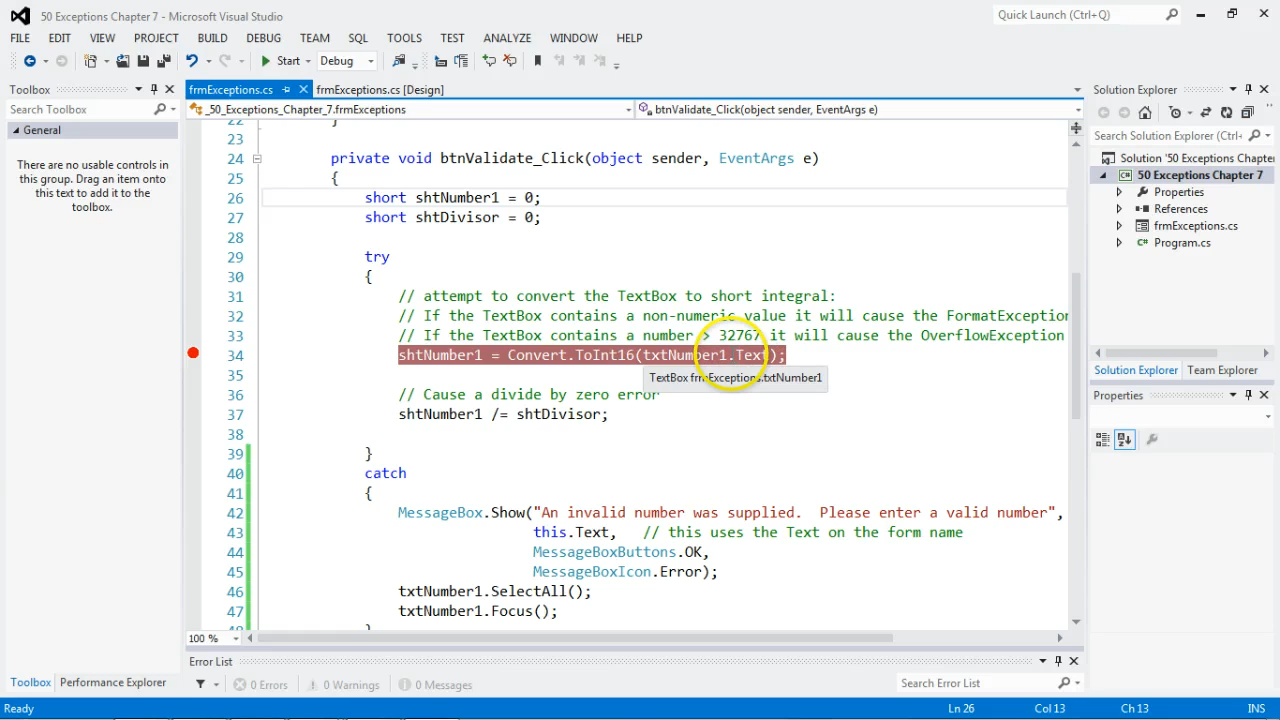 50 Exceptions Chapter 7 - Microsoft Visual Studio
Quick Launch (Ctrl+Q)
FILE EDIT VIEW PROJECT BUILD DEBUG TEAM SQL TOOLS TEST ANALYZE WINDOW HELP
Start Debug
Toolbox
frmExceptions.cs frmExceptions.cs [Design]
Solution Explorer
Search Toolbox
_50_Exceptions_Chapter_7.frmExceptions
btnValidate_Click(object sender, EventArgs e)
General
There are no usable controls in
this group. Drag an item onto
this text to add it to the
toolbox.
22 }
23
24 private void btnValidate_Click(object sender, EventArgs e)
25 {
26 short shtNumber1 = 0;
27 short shtDivisor = 0;
28
29 try
30 {
31 // attempt to convert the TextBox to short integral:
32 // If the TextBox contains a non-numeric value it will cause the FormatException
33 // If the TextBox contains a number > 32767 it will cause the OverflowException
34 shtNumber1 = Convert.ToInt16(txtNumber1.Text);
TextBox frmExceptions.txtNumber1
35
36 // Cause a divide by zero error
37 shtNumber1 /= shtDivisor;
38
39 }
40 catch
41 {
42 MessageBox.Show("An invalid number was supplied.  Please enter a valid number",
43 this.Text,   // this uses the Text on the form name
44 MessageBoxButtons.OK,
45 MessageBoxIcon.Error);
46 txtNumber1.SelectAll();
47 txtNumber1.Focus();
100 %
Search Solution Explorer (Ctrl+
Solution '50 Exceptions Chapte
50 Exceptions Chapter 7
Properties
References
frmExceptions.cs
Program.cs
Solution Explorer Team Explorer
Properties
Error List
0 Errors 0 Warnings 0 Messages
Search Error List
Toolbox Performance Explorer
Ready
Ln 26 Col 13 Ch 13 INS